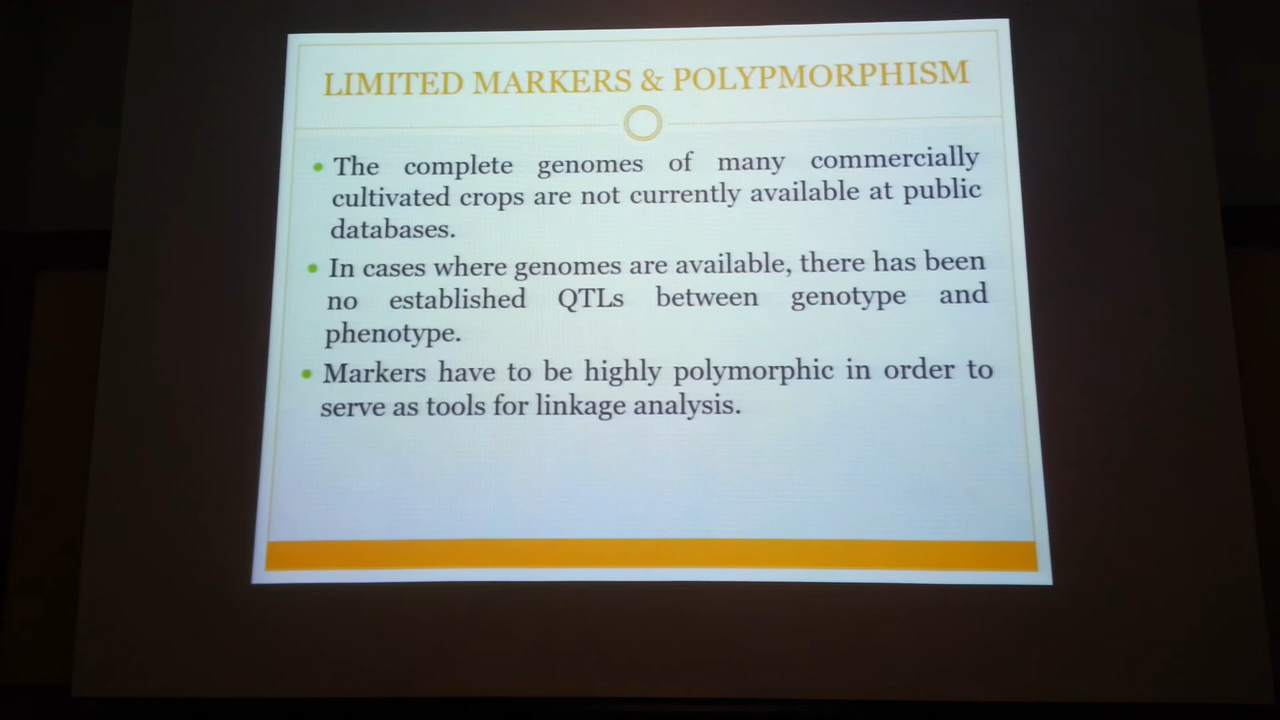 LIMITED MARKERS & POLYPMORPHISM
• The complete genomes of many commercially
cultivated crops are not currently available at public
databases.
• In cases where genomes are available, there has been
no established QTLs between genotype and
phenotype.
• Markers have to be highly polymorphic in order to
serve as tools for linkage analysis.